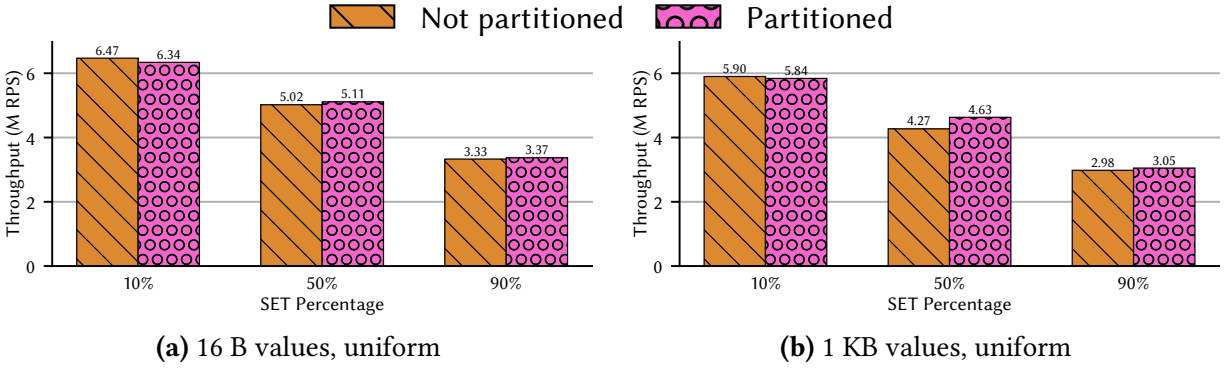 Not partitioned Partitioned
Throughput (M RPS)
6
4
2
0
6.47 6.34
5.02 5.11
3.33 3.37
10% 50% 90%
SET Percentage
(a) 16 B values, uniform
Throughput (M RPS)
6
4
2
0
5.90 5.84
4.27 4.63
2.98 3.05
10% 50% 90%
SET Percentage
(b) 1 KB values, uniform